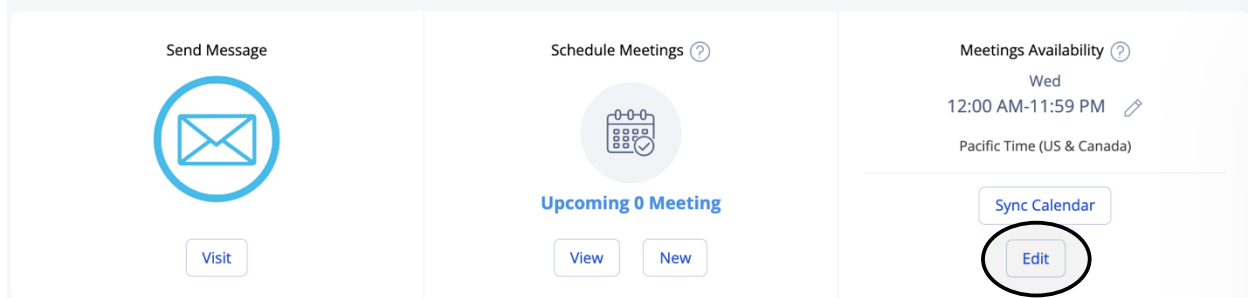 Send Message
Visit
Schedule Meetings ?
Upcoming 0 Meeting
View New
Meetings Availability ?
Wed
12:00 AM-11:59 PM
Pacific Time (US & Canada)
Sync Calendar
Edit